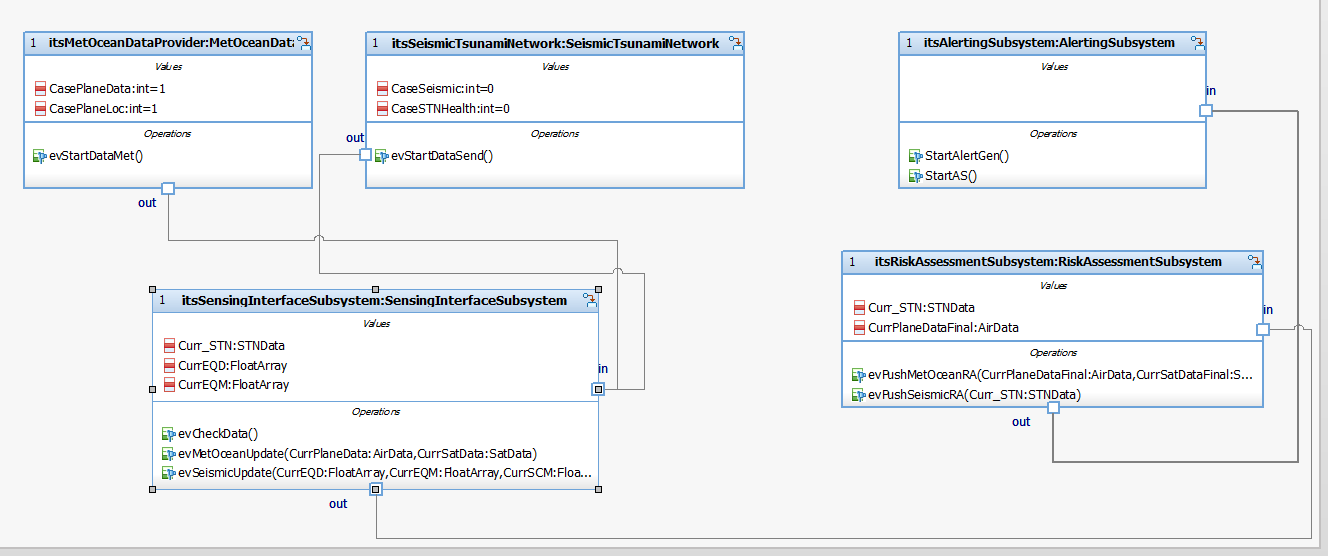 1 itsMetOceanDataProvider:MetOceanData
Values
CasePlaneData:int=1
CasePlaneLoc:int=1
Operations
evStartDataMet()
out
1 itsSeismicTsunamiNetwork:SeismicTsunamiNetwork
Values
CaseSeismic:int=0
CaseSTNHealth:int=0
Operations
out
evStartDataSend()
1 itsAlertingSubsystem:AlertingSubsystem
Values
in
Operations
StartAlertGen()
StartAS()
1 itsRiskAssessmentSubsystem:RiskAssessmentSubsystem
Values
Curr_STN:STNData
in
CurrPlaneDataFinal:AirData
Operations
evPushMetOceanRA(CurrPlaneDataFinal:AirData,CurrSatDataFinal:S...
evPushSeismicRA(Curr_STN:STNData)
out
1 itsSensingInterfaceSubsystem:SensingInterfaceSubsystem
Values
Curr_STN:STNData
CurrEQD:FloatArray
in
CurrEQM:FloatArray
Operations
evCheckData()
evMetOceanUpdate(CurrPlaneData:AirData,CurrSatData:SatData)
evSeismicUpdate(CurrEQD:FloatArray,CurrEQM:FloatArray,CurrSCM:Floa...
out